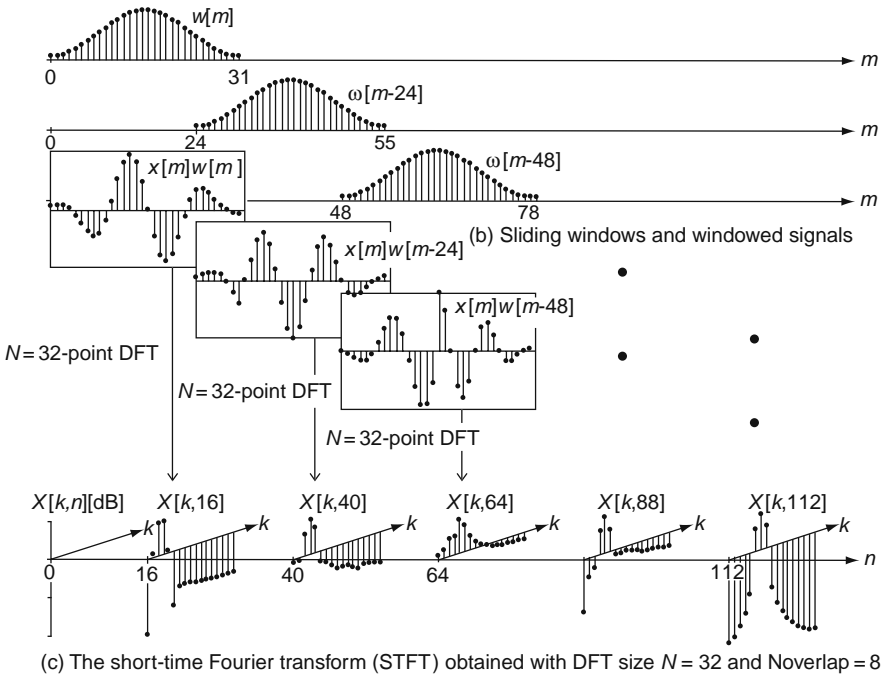 w[m]
0 31 m
ω[m-24]
0 24 55 m
x[m]w[m] ω[m-48]
48 78 m
(b) Sliding windows and windowed signals
x[m]w[m-24]
x[m]w[m-48]
N = 32-point DFT
N = 32-point DFT
N = 32-point DFT
X[k,n][dB] X[k,16] X[k,40] X[k,64] X[k,88] X[k,112]
k k k k k k
0 16 40 64 112 n
(c) The short-time Fourier transform (STFT) obtained with DFT size N = 32 and Noverlap = 8